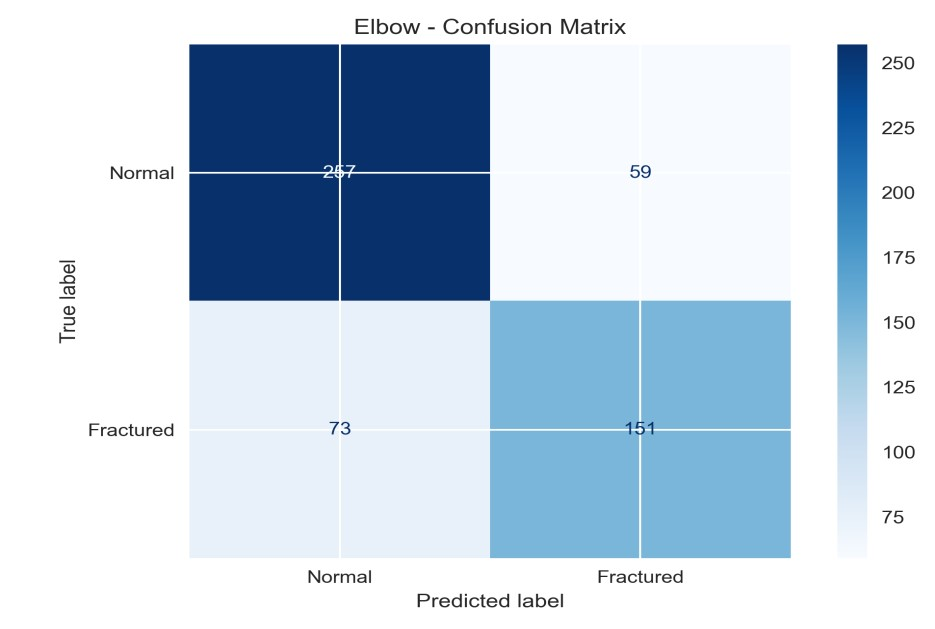 Elbow - Confusion Matrix
Normal
Fractured
True label
257
59
73
151
Normal
Fractured
Predicted label
250
225
200
175
150
125
100
75